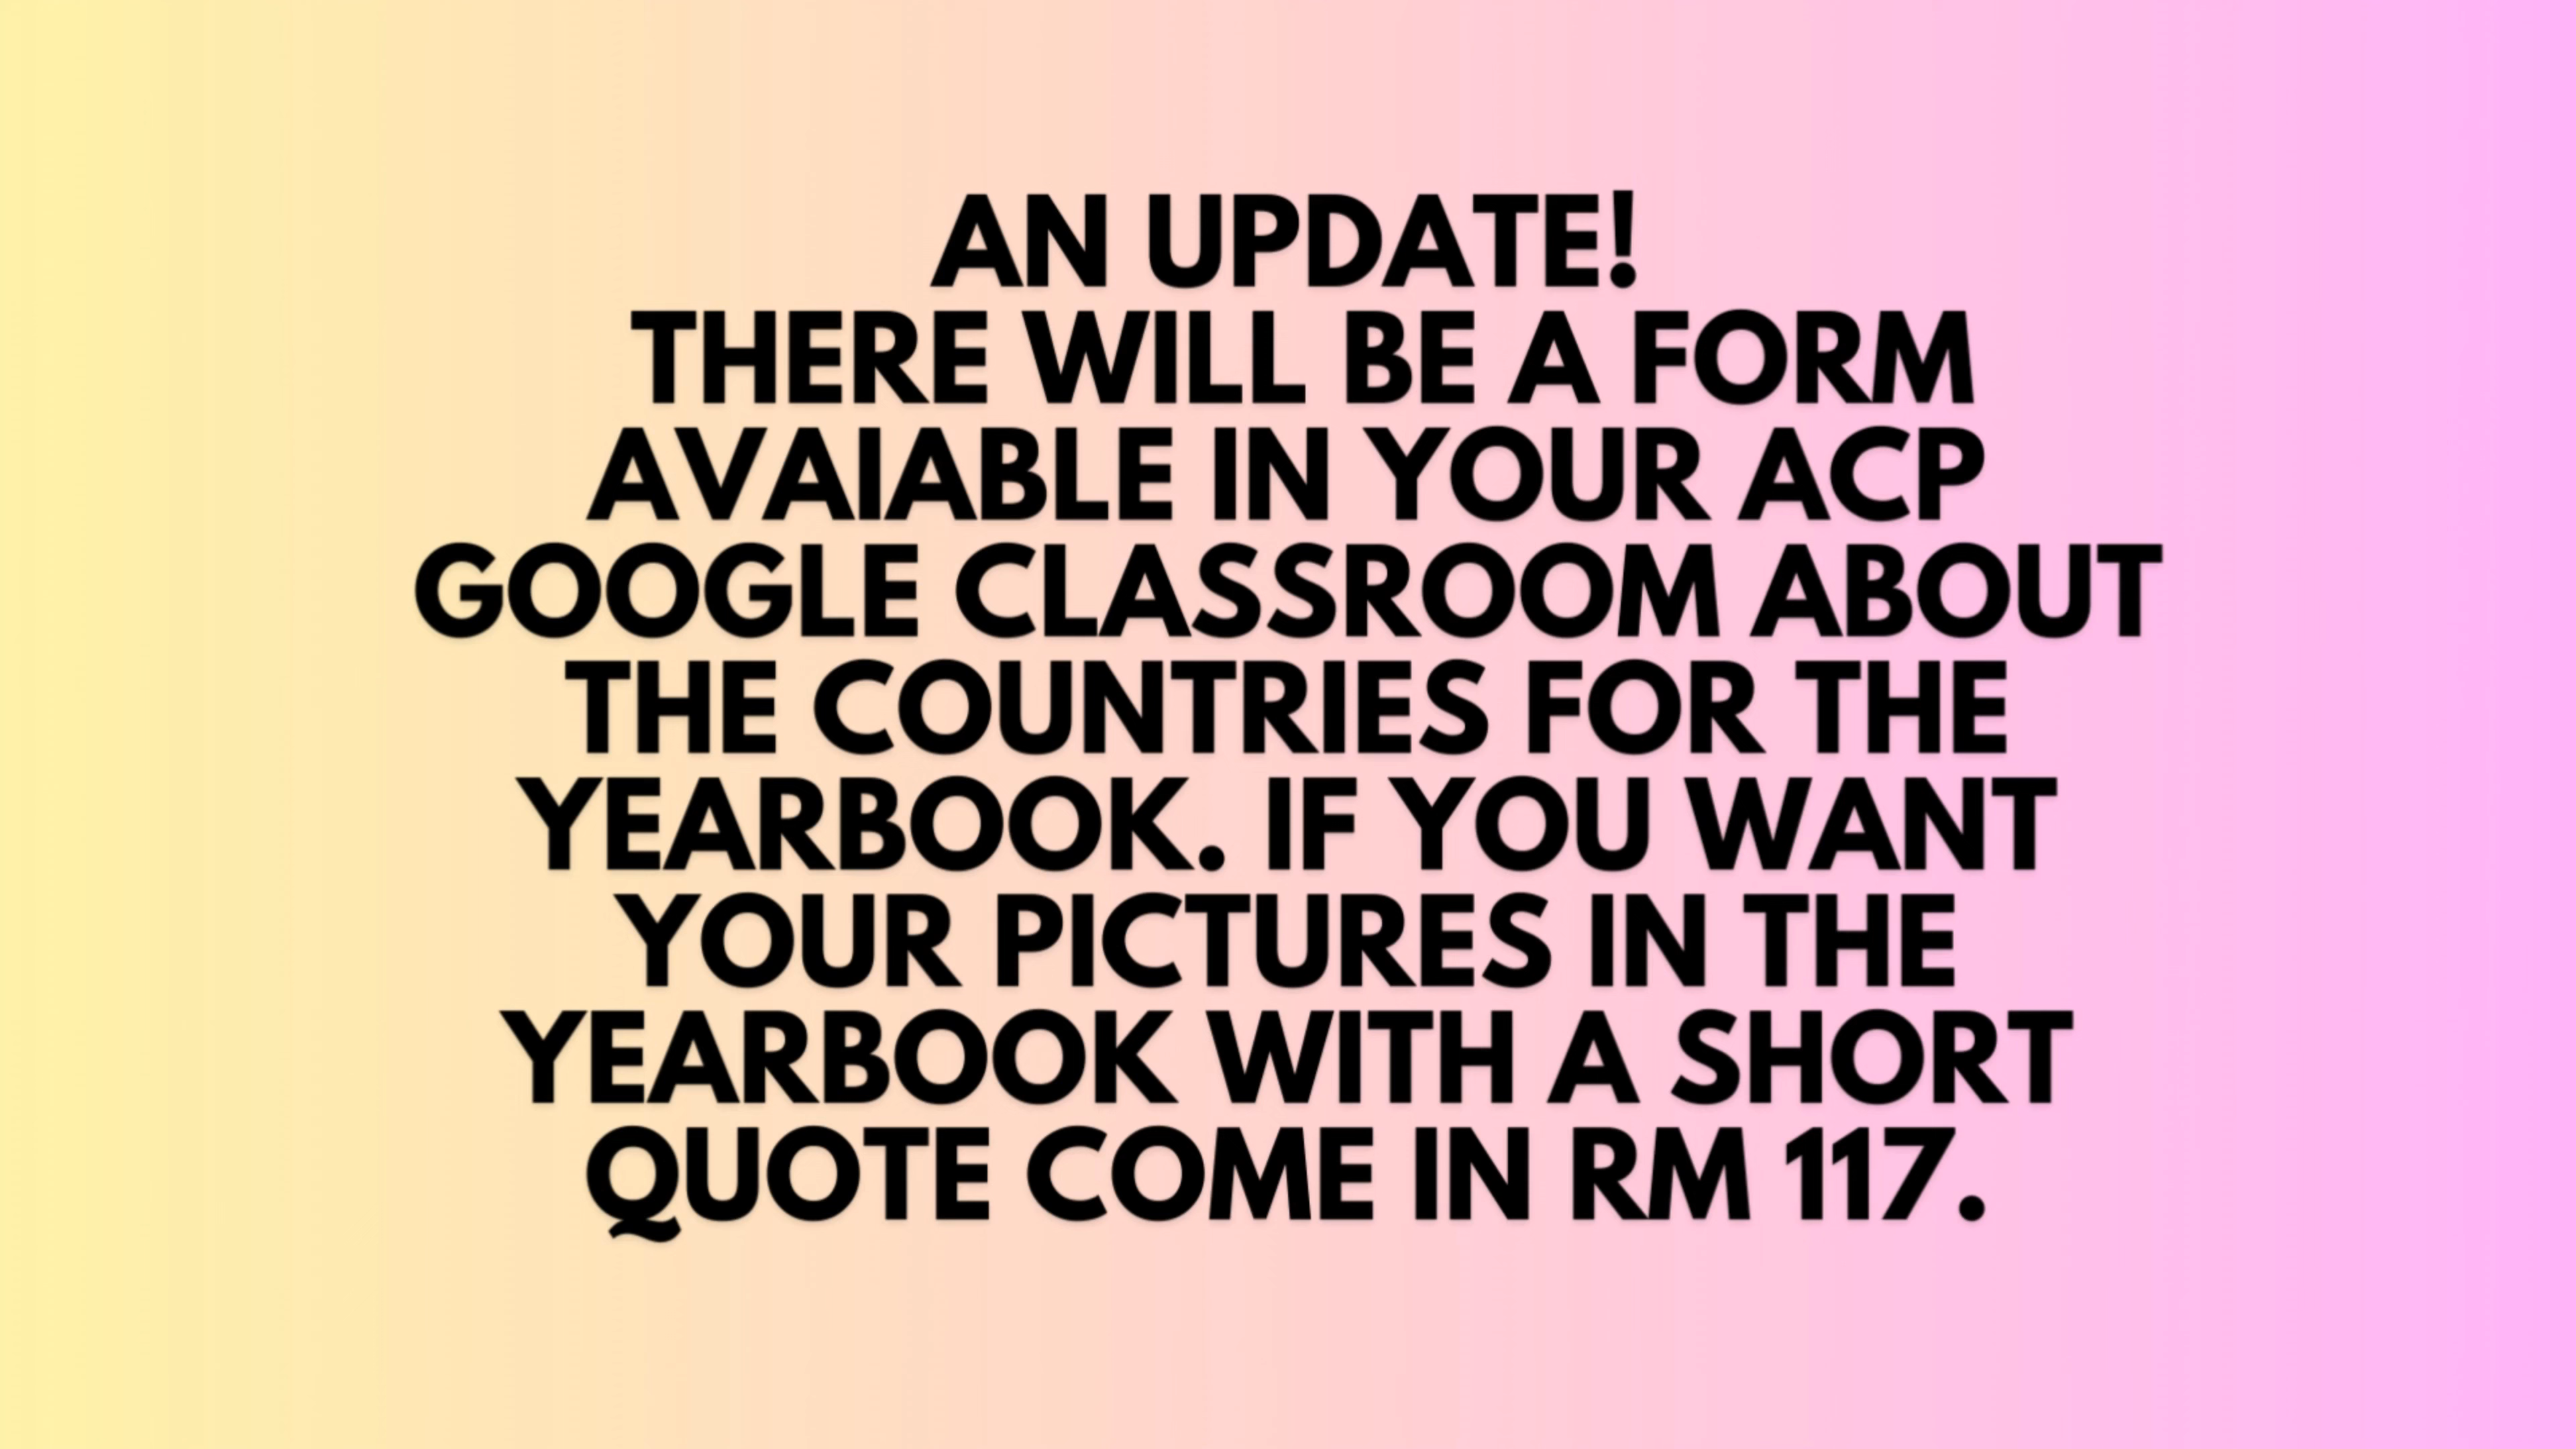 AN UPDATE!
THERE WILL BE A FORM
AVAIABLE IN YOUR ACP
GOOGLE CLASSROOM ABOUT
THE COUNTRIES FOR THE
YEARBOOK. IF YOU WANT
YOUR PICTURES IN THE
YEARBOOK WITH A SHORT
QUOTE COME IN RM 117.